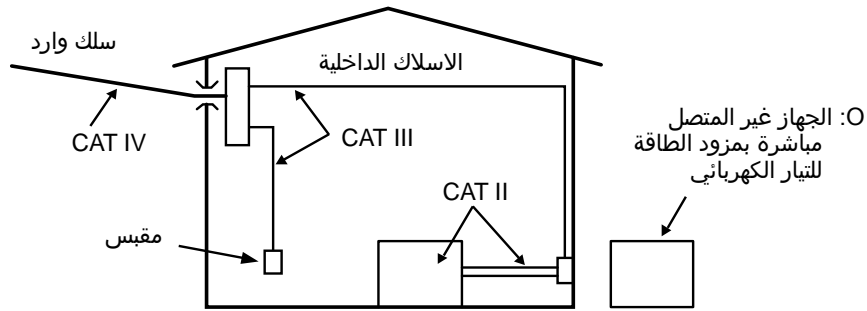 سلك وارد
الاسلاك الداخلية
CAT IV
CAT III
O: الجهاز غير المتصل
مباشرة بمزود الطاقة
للتيار الكهربائي
CAT II
مقبس